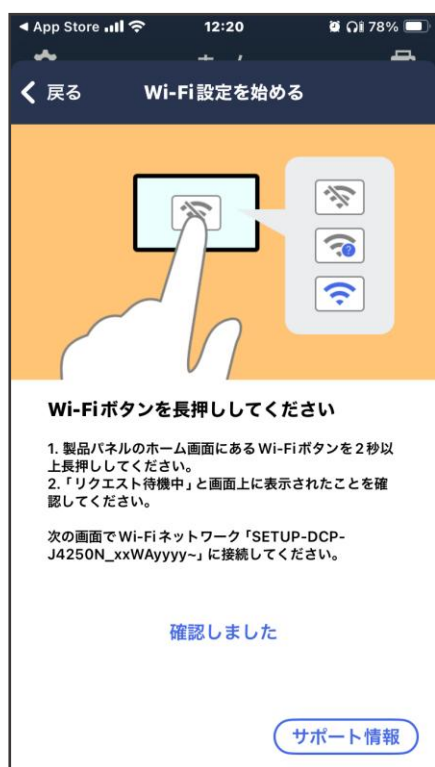 ◀ App Store 12:20 78%
戻る Wi-Fi設定を始める
?
Wi-Fiボタンを長押ししてください
1. 製品パネルのホーム画面にあるWi-Fiボタンを2秒以
上長押ししてください。
2.「リクエスト待機中」と画面上に表示されたことを確
認してください。
次の画面でWi-Fiネットワーク「SETUP-DCP-
J4250N_xxWAyyyy~」に接続してください。
確認しました
サポート情報